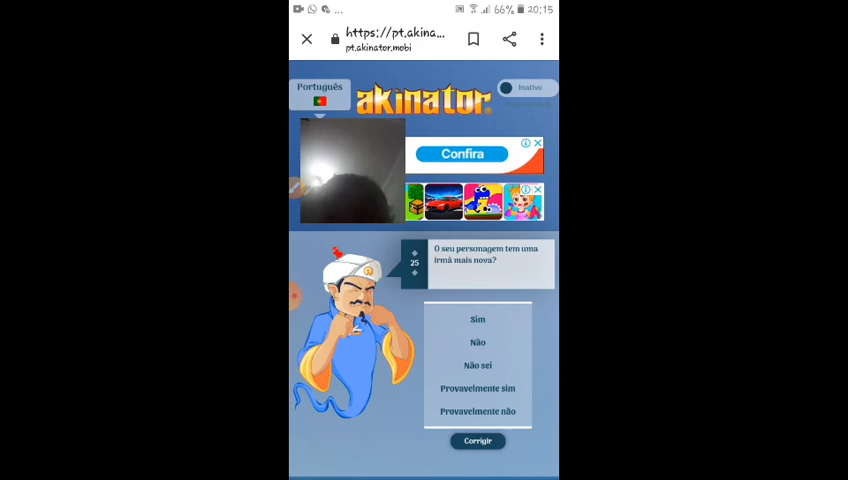 ...
66%
20:15
https://pt.akina...
pt.akinator.mobi
Português
akinator
Inativo
Confira
25
O seu personagem tem uma
irmã mais nova?
Sim
Não
Não sei
Provavelmente sim
Provavelmente não
Corrigir